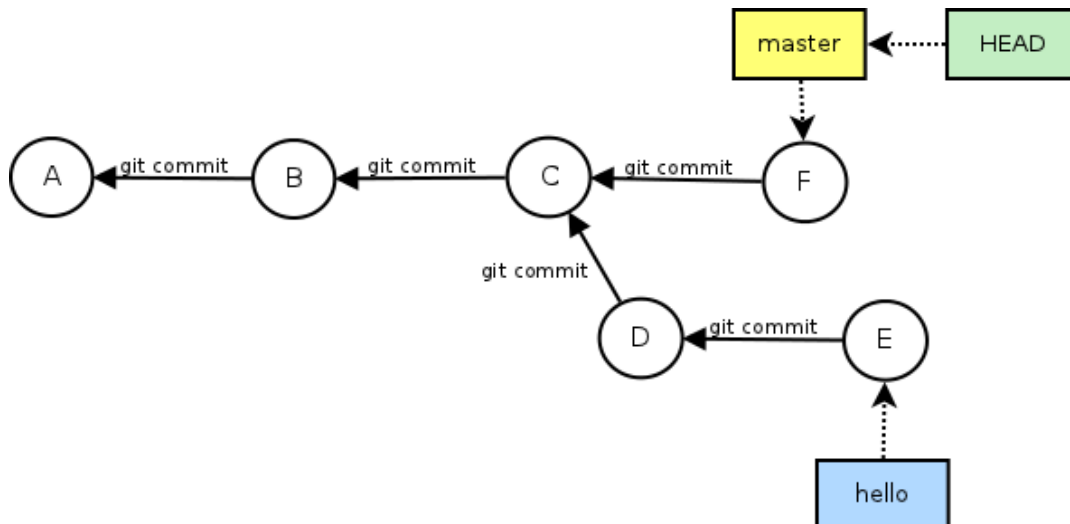 master
HEAD
A
git commit
B
git commit
C
git commit
F
git commit
D
git commit
E
hello